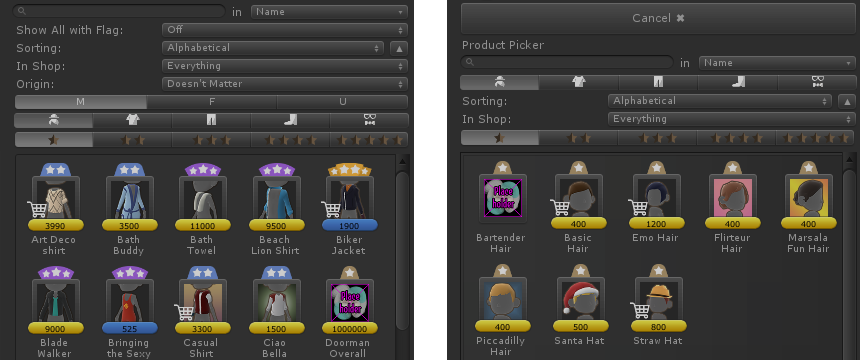 in Name
Show All with Flag: Off
Sorting: Alphabetical
In Shop: Everything
Origin: Doesn't Matter
M F U
3990 3500 11000 9500 1900
Art Deco shirt
Bath Buddy
Bath Towel
Beach Lion Shirt
Biker Jacket
Place holder
9000 525 3300 1500 1000000
Blade Walker
Bringing the Sexy
Casual Shirt
Ciao Bella
Doorman Overall
Cancel ✖
Product Picker
in Name
Sorting: Alphabetical
In Shop: Everything
Place holder
400 1200 400 400
Bartender Hair
Basic Hair
Emo Hair
Flirteur Hair
Marsala Fun Hair
400 500 800
Piccadilly Hair
Santa Hat
Straw Hat